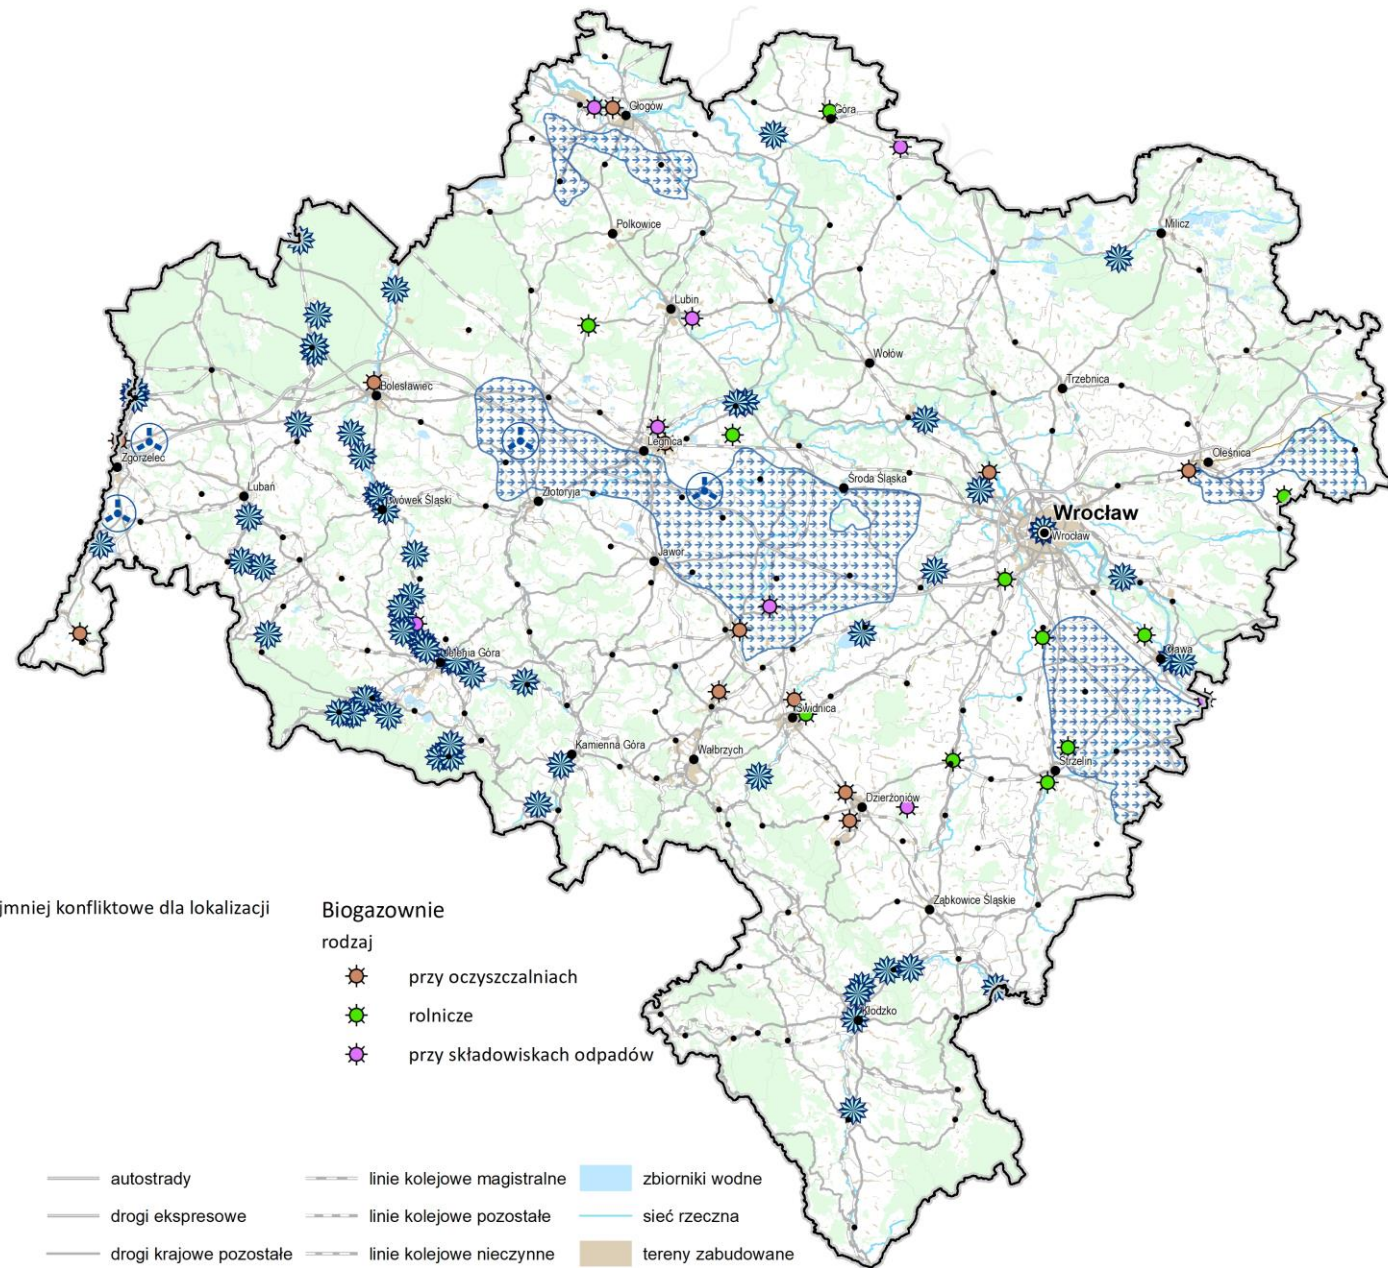 Głogów
Góra
Polkowice
Milicz
Lubin
Wołów
Trzebnica
Bolesławiec
Legnica
Oleśnica
Zgorzelec
Lubań
Lwówek Śląski
Złotoryja
Środa Śląska
Wrocław
Wrocław
Jawor
Jelenia Góra
Oława
Świdnica
Kamienna Góra
Wałbrzych
Strzelin
Dzierżoniów
Ząbkowice Śląskie
Kłodzko
jmniej konfliktowe dla lokalizacji
Biogazownie
rodzaj
przy oczyszczalniach
rolnicze
przy składowiskach odpadów
autostrady
linie kolejowe magistralne
zbiorniki wodne
drogi ekspresowe
linie kolejowe pozostałe
sieć rzeczna
drogi krajowe pozostałe
linie kolejowe nieczynne
tereny zabudowane